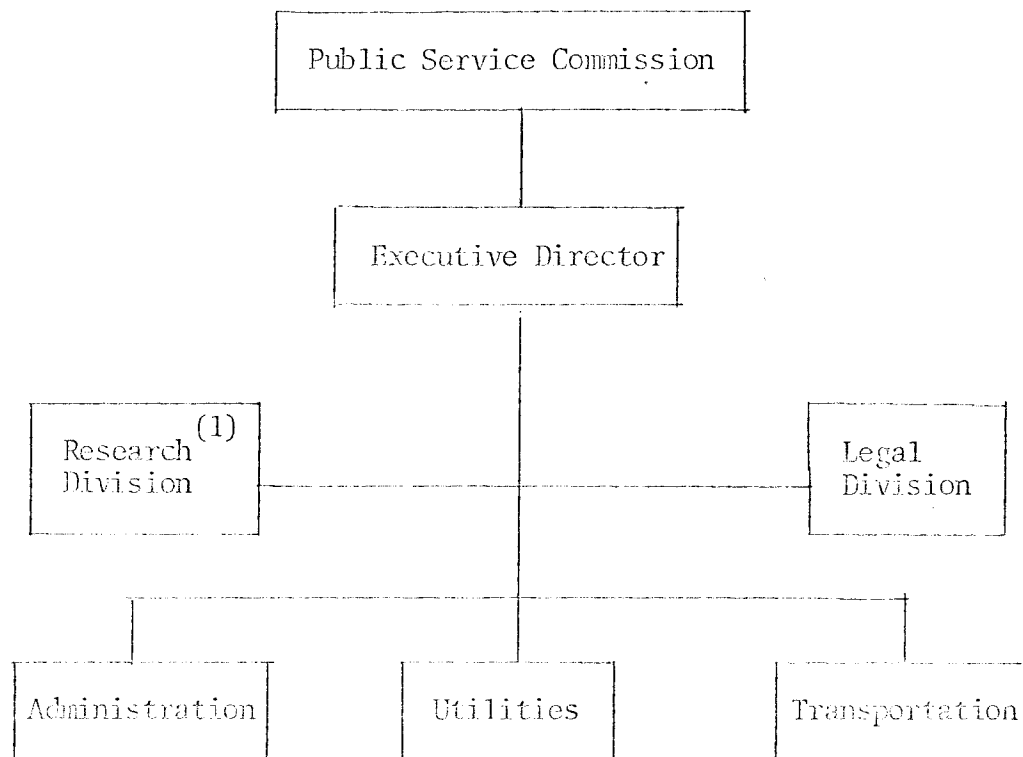 Public Service Commission
Executive Director
Research (1)
Division
Legal
Division
Administration
Utilities
Transportation